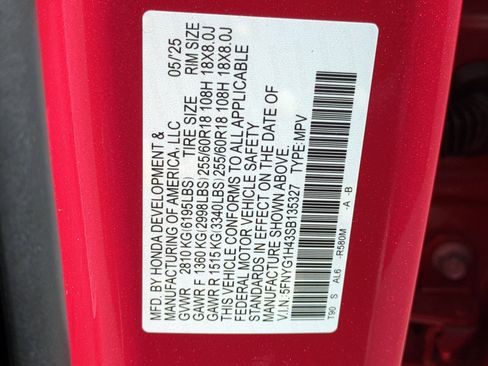 MFD. BY HONDA DEVELOPMENT &
MANUFACTURING OF AMERICA, LLC 05/25
GVWR 2810 KG(6195LBS) TIRE SIZE RIM SIZE
GAWR F 1360 KG(2998LBS)255/60R18 108H 18X8.0J
GAWR R 1515 KG(3340LBS)255/60R18 108H 18X8.0J
THIS VEHICLE CONFORMS TO ALL APPLICABLE
FEDERAL MOTOR VEHICLE SAFETY
STANDARDS IN EFFECT ON THE DATE OF
MANUFACTURE SHOWN ABOVE.
V.I.N.: 5FNYG1H43SB135327 TYPE:MPV
T90 S AL6 -R580M -A -B